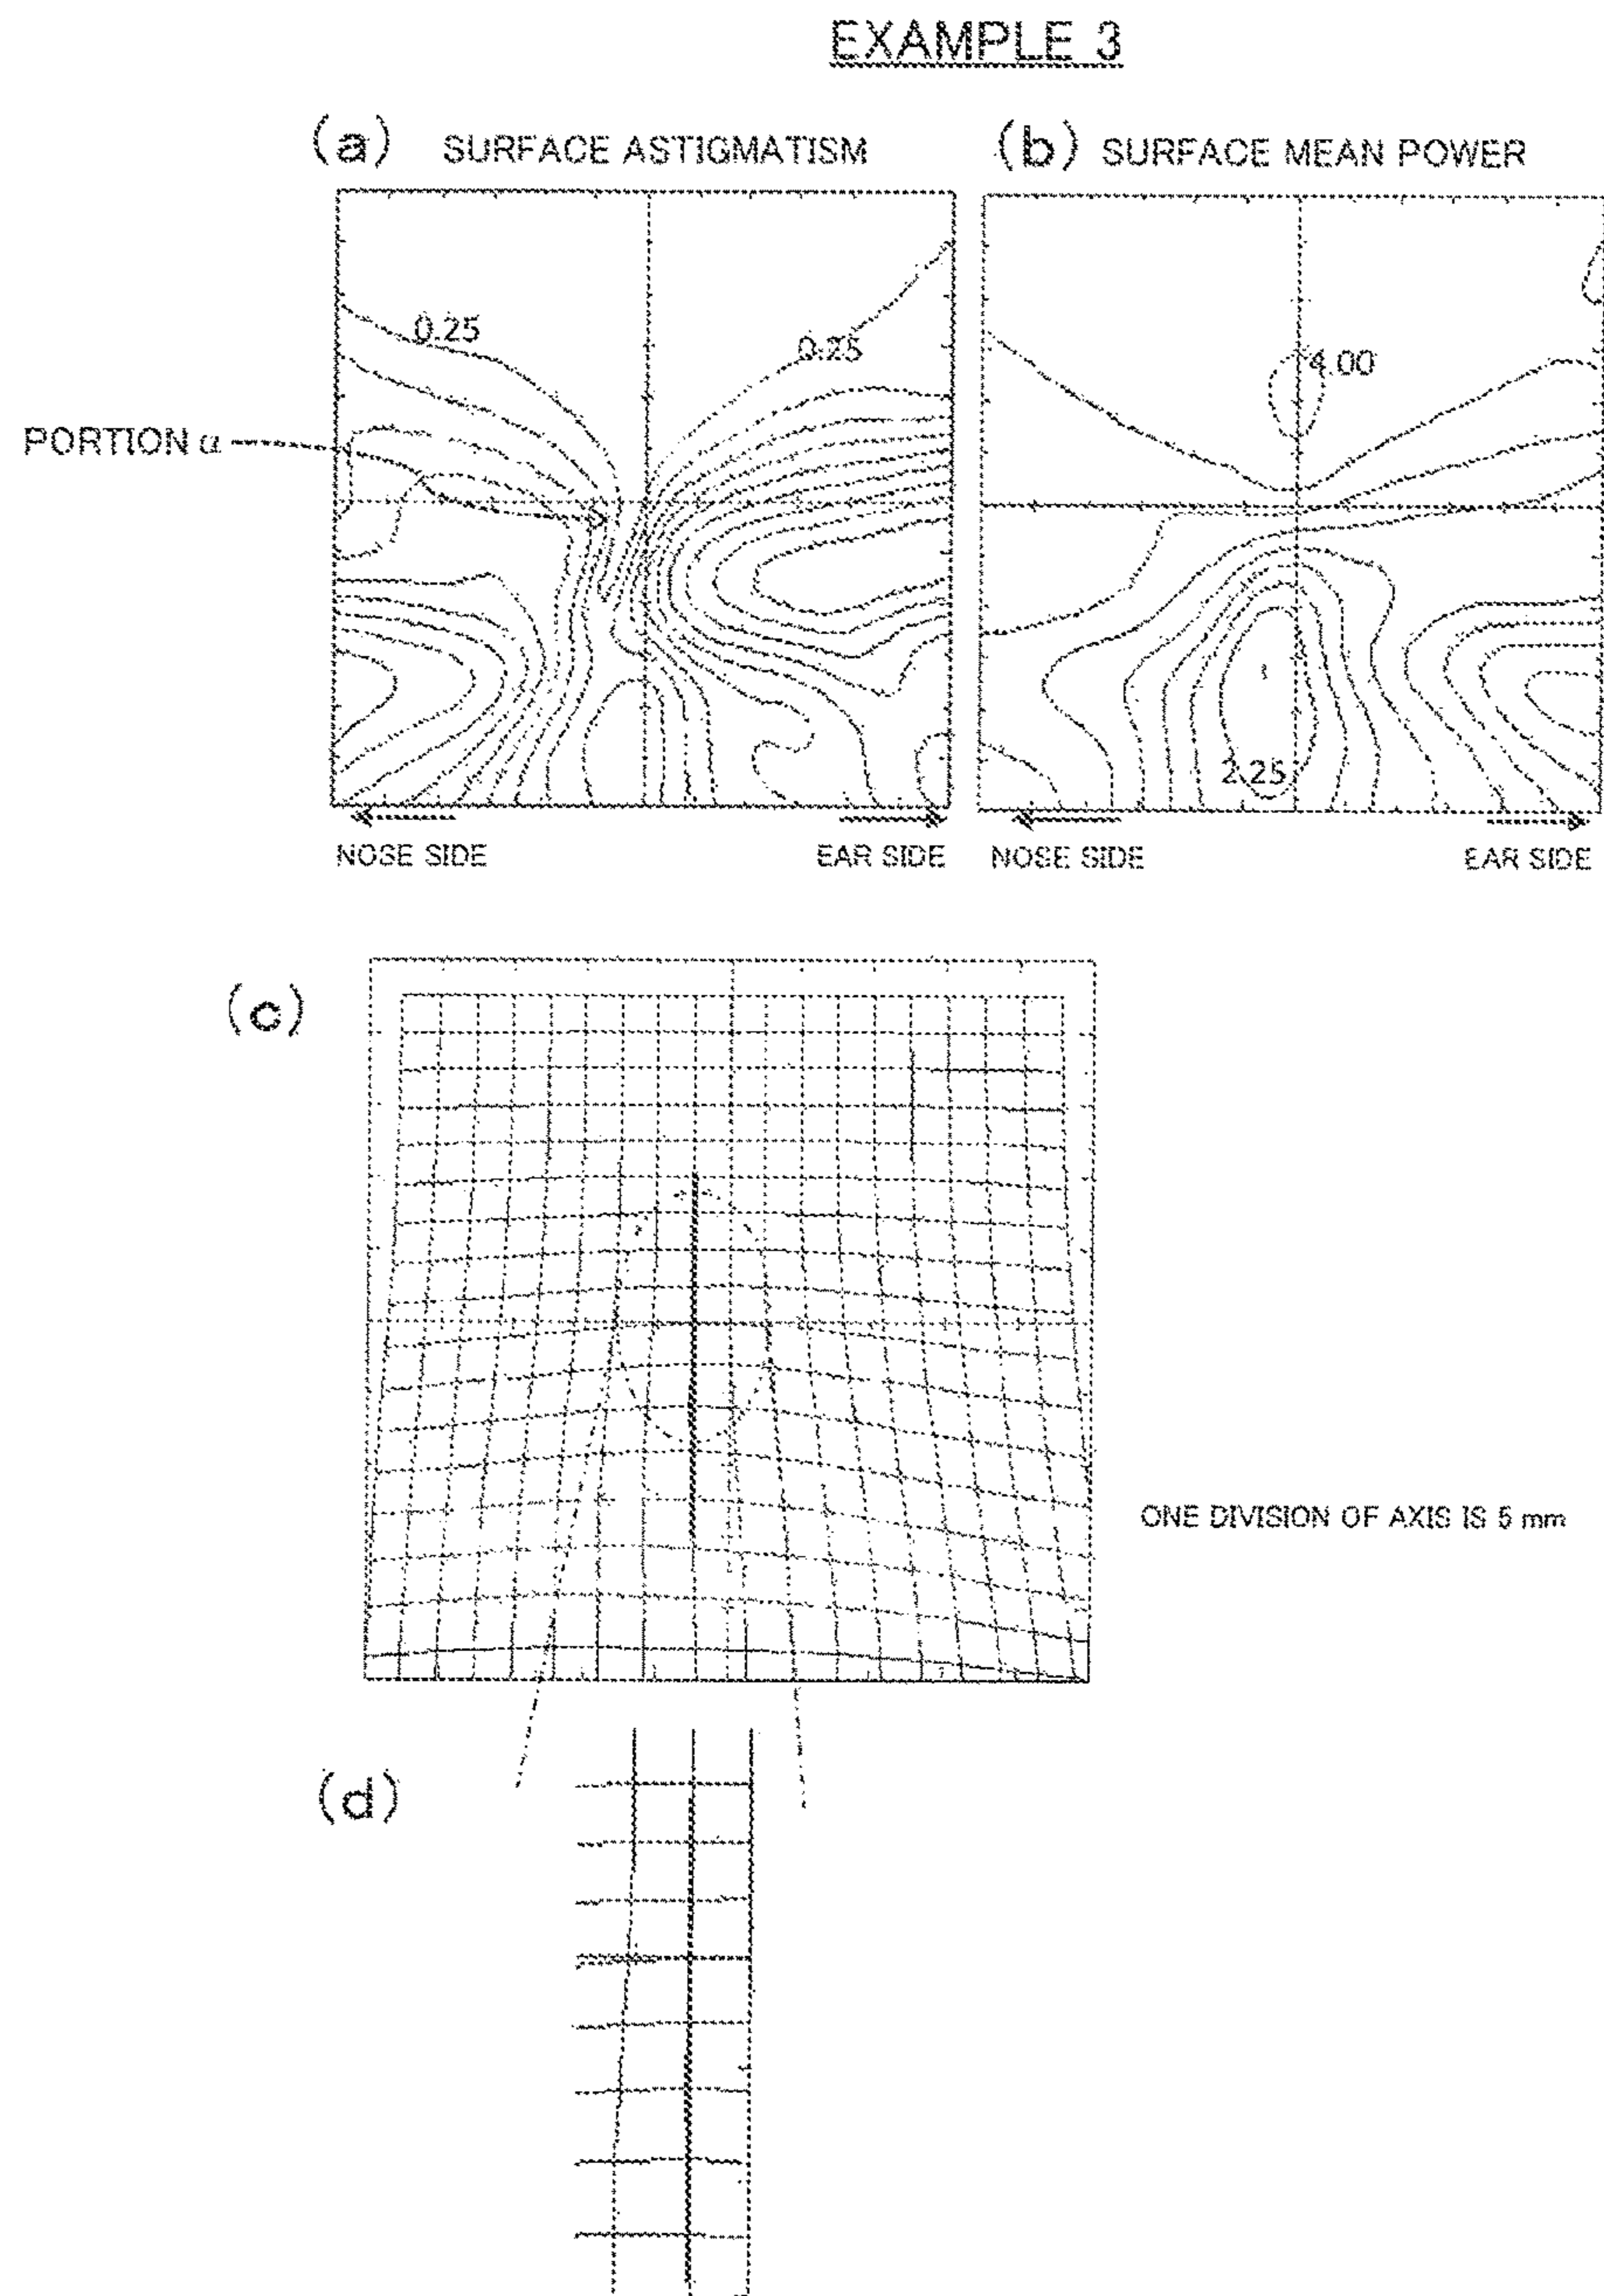 EXAMPLE 3
(a) SURFACE ASTIGMATISM
(b) SURFACE MEAN POWER
0.25
0.25
4.00
PORTION α
2.25
NOSE SIDE
EAR SIDE
NOSE SIDE
EAR SIDE
(c)
ONE DIVISION OF AXIS IS 5 mm
(d)